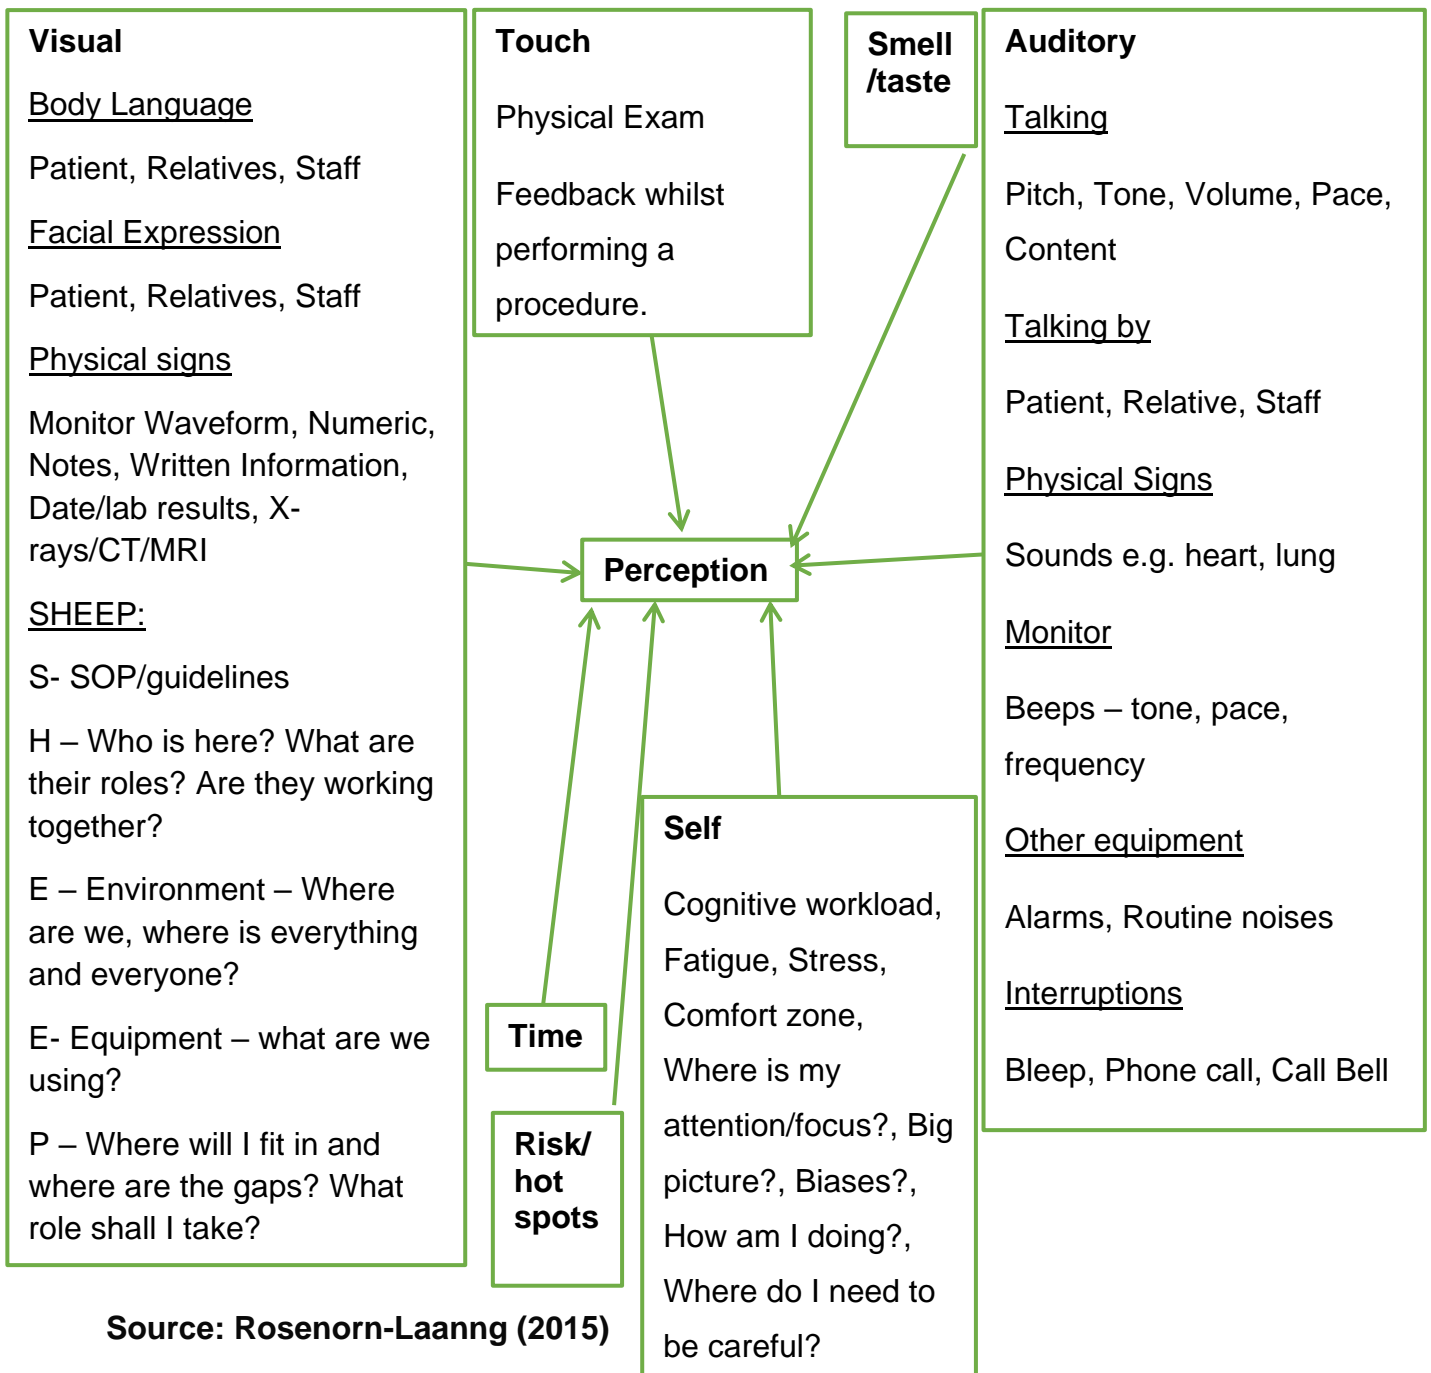 Visual
Body Language
Patient, Relatives, Staff
Facial Expression
Patient, Relatives, Staff
Physical signs
Monitor Waveform, Numeric,
Notes, Written Information,
Date/lab results, X-
rays/CT/MRI
SHEEP:
S- SOP/guidelines
H – Who is here? What are
their roles? Are they working
together?
E – Environment – Where
are we, where is everything
and everyone?
E- Equipment – what are we
using?
P – Where will I fit in and
where are the gaps? What
role shall I take?
Touch
Physical Exam
Feedback whilst
performing a
procedure.
Smell
/taste
Auditory
Talking
Pitch, Tone, Volume, Pace,
Content
Talking by
Patient, Relative, Staff
Physical Signs
Sounds e.g. heart, lung
Monitor
Beeps – tone, pace,
frequency
Other equipment
Alarms, Routine noises
Interruptions
Bleep, Phone call, Call Bell
Perception
Time
Risk/
hot
spots
Self
Cognitive workload,
Fatigue, Stress,
Comfort zone,
Where is my
attention/focus?, Big
picture?, Biases?,
How am I doing?,
Where do I need to
be careful?
Source: Rosenorn-Laanng (2015)